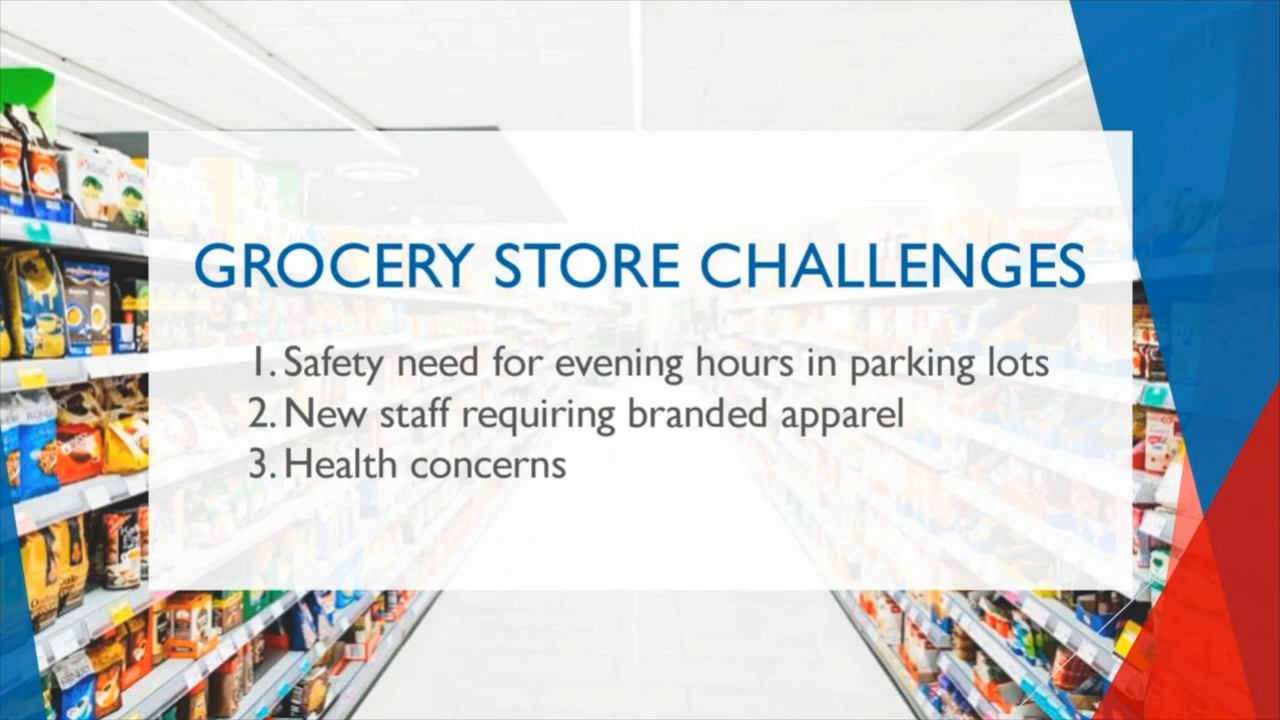 GROCERY STORE CHALLENGES
1. Safety need for evening hours in parking lots
2. New staff requiring branded apparel
3. Health concerns